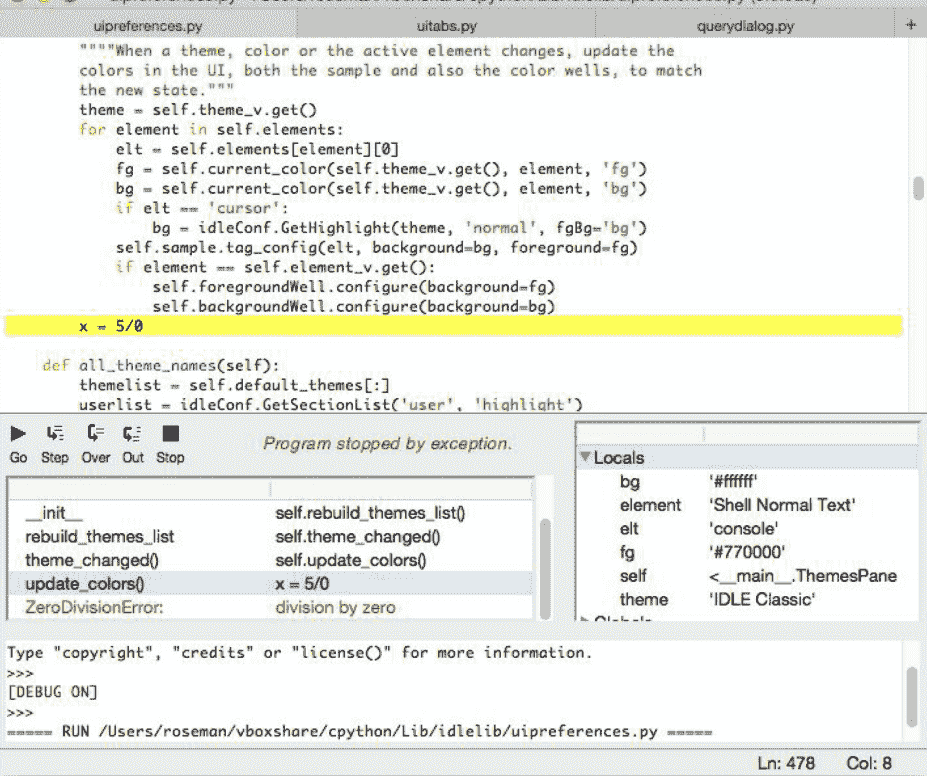 uipreferences.py
uitabs.py
querydialog.py
+
""""When a theme, color or the active element changes, update the
colors in the UI, both the sample and also the color wells, to match
the new state."""
theme = self.theme_v.get()
for element in self.elements:
elt = self.elements[element][0]
fg = self.current_color(self.theme_v.get(), element, 'fg')
bg = self.current_color(self.theme_v.get(), element, 'bg')
if elt == 'cursor':
bg = idleConf.GetHighlight(theme, 'normal', fgBg='bg')
self.sample.tag_config(elt, background=bg, foreground=fg)
if element == self.element_v.get():
self.foregroundWell.configure(background=fg)
self.backgroundWell.configure(background=bg)
x = 5/0
def all_theme_names(self):
themelist = self.default_themes[:]
userlist = idleConf.GetSectionList('user', 'highlight')
Go Step Over Out Stop
Program stopped by exception.
__init__ self.rebuild_themes_list()
rebuild_themes_list self.theme_changed()
theme_changed() self.update_colors()
update_colors() x = 5/0
ZeroDivisionError: division by zero
Locals
bg '#ffffff'
element 'Shell Normal Text'
elt 'console'
fg '#770000'
self <__main__.ThemesPane
theme 'IDLE Classic'
Type "copyright", "credits" or "license()" for more information.
>>>
[DEBUG ON]
>>>
===== RUN /Users/roseman/vboxshare/cpython/Lib/idlelib/uipreferences.py =====
Ln: 478 Col: 8